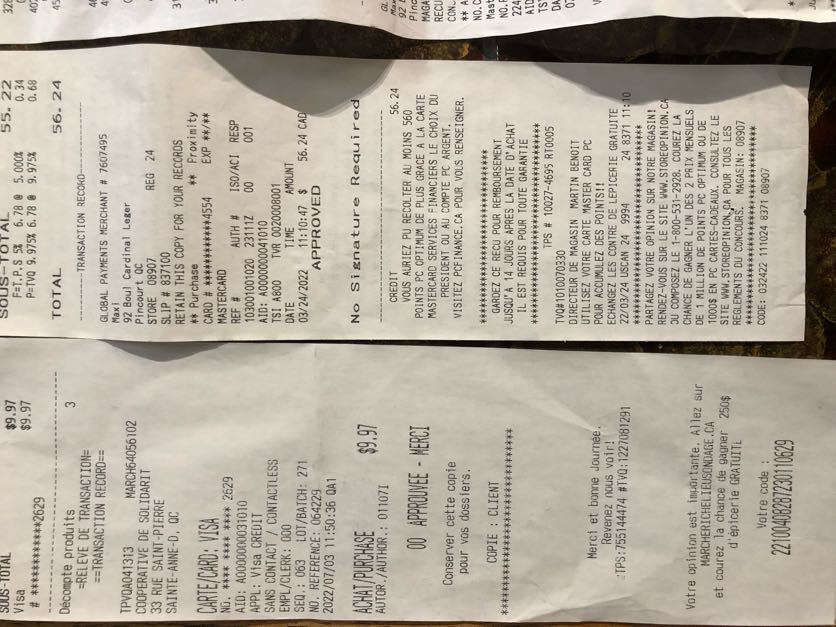 SOUS-TOTAL 55.22
F=T.P.S 5% 6.78 @ 5.000% 0.34
P=TVQ 9.975% 6.78 @ 9.975% 0.68
TOTAL 56.24
-----TRANSACTION RECORD-----
GLOBAL PAYMENTS MERCHANT # 7607495
Maxi
92 Boul Cardinal Leger
Pincourt QC
STORE 08907 REG 24
SLIP # 837100
RETAIN THIS COPY FOR YOUR RECORDS
** Purchase ** Proximity
CARD # ************4554 EXP **/**
MASTERCARD
REF # AUTH # ISO/ACI RESP
103001001020 23111Z 00 001
AID: A0000000041010
TSI A800 TVR 0020008001
DATE TIME AMOUNT
03/24/2022 11:10:47 $ 56.24 CAD
APPROVED
No Signature Required
CREDIT 56.24
VOUS AURIEZ PU RECOLTER AU MOINS 560
POINTS PC OPTIMUM DE PLUS GRACE A LA CARTE
MASTERCARD SERVICES FINANCIERS LE CHOIX DU
PRESIDENT OU AU COMPTE PC ARGENT.
VISITEZ PCFINANCE.CA POUR VOUS RENSEIGNER.
GARDEZ CE RECU POUR REMBOURSEMENT
JUSQU'A 14 JOURS APRES LA DATE D'ACHAT
IL EST REQUIS POUR TOUTE GARANTIE
TVQ#1010070330 TPS # 10027-4695 RT0005
DIRECTEUR DE MAGASIN MARTIN BENOIT
UTILISEZ VOTRE CARTE MASTER CARD PC
POUR ACCUMULER DES POINTS!!
ECHANGEZ LES CONTRE DE LEPICERIE GRATUITE
22/03/24 USCAN 24 9994 24 8371 11:10
PARTAGEZ VOTRE OPINION SUR NOTRE MAGASIN!
RENDEZ-VOUS SUR LE SITE WWW.STOREOPINION.CA
OU COMPOSEZ LE 1-800-531-2928. COUREZ LA
CHANCE DE GAGNER L'UN DES 2 PRIX MENSUELS
DE 1 MILLION DE POINTS PC OPTIMUM OU DE
1000$ EN PC CARTES-CADEAUX. CONSULTEZ LE
SITE WWW.STOREOPINION.CA POUR TOUS LES
REGLEMENTS DU CONCOURS. MAGASIN: 08907
CODE: 032422 111024 8371 08907
SOUS-TOTAL $9.97
Visa $9.97
# ************2629
Décompte produits 3
=RELEVE DE TRANSACTION=
==TRANSACTION RECORD==
TPVQA041313 MARCH64056102
COOPERATIVE DE SOLIDARIT
33 RUE SAINT-PIERRE
SAINTE-ANNE-D, QC
CARTE/CARD: VISA
NO. **** **** **** 2629
AID: A0000000031010
APPL: Visa CREDIT
SANS CONTACT / CONTACTLESS
EMPL/CLERK: 000
SEQ.: 063 LOT/BATCH: 271
NO. REFERENCE: 064229
2022/07/03 11:50:36 QA1
ACHAT/PURCHASE $9.97
AUTOR./AUTHOR.: 011071I
00 APPROUVEE - MERCI
Conserver cette copie
pour vos dossiers.
COPIE : CLIENT
Merci et bonne Journée.
Revenez nous voir!
TPS:755144474 #TVQ:1227081291
Votre opinion est importante. Allez sur
MARCHERICHELIEUSONDAGE.CA
et courez la chance de gagner 250$
d'épicerie GRATUITE
Votre code :